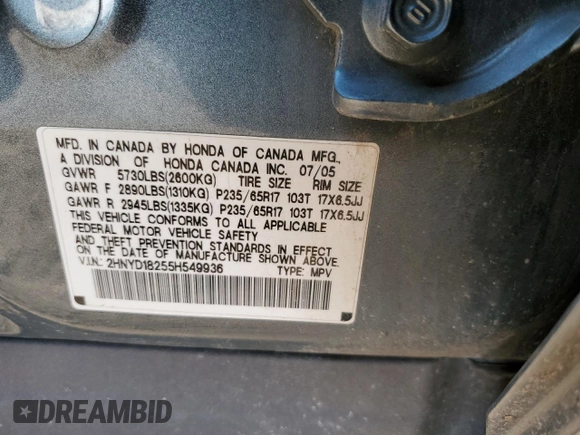 MFD. IN CANADA BY HONDA OF CANADA MFG.,
A DIVISION OF HONDA CANADA INC. 07/05
GVWR 5730LBS(2600KG) TIRE SIZE RIM SIZE
GAWR F 2890LBS(1310KG) P235/65R17 103T 17X6.5JJ
GAWR R 2945LBS(1335KG) P235/65R17 103T 17X6.5JJ
THIS VEHICLE CONFORMS TO ALL APPLICABLE
FEDERAL MOTOR VEHICLE SAFETY
AND THEFT PREVENTION STANDARDS IN EFFECT
ON THE DATE OF MANUFACTURE SHOWN ABOVE.
V.I.N.: 2HNYD18255H549936 TYPE: MPV
DREAMBID